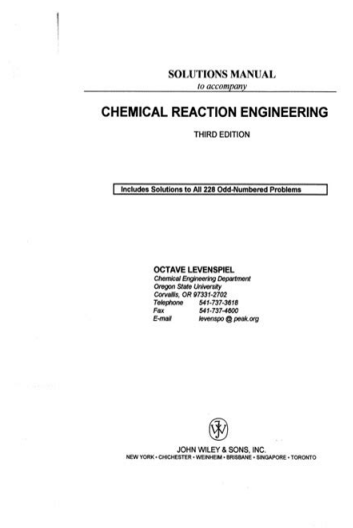 SOLUTIONS MANUAL
to accompany
CHEMICAL REACTION ENGINEERING
THIRD EDITION
Includes Solutions to All 228 Odd-Numbered Problems
OCTAVE LEVENSPIEL
Chemical Engineering Department
Oregon State University
Corvallis, OR 97331-2702
Telephone 541-737-3618
Fax 541-737-4600
E-mail levenspo @ peak.org
JOHN WILEY & SONS, INC.
NEW YORK • CHICHESTER • WEINHEIM • BRISBANE • SINGAPORE • TORONTO